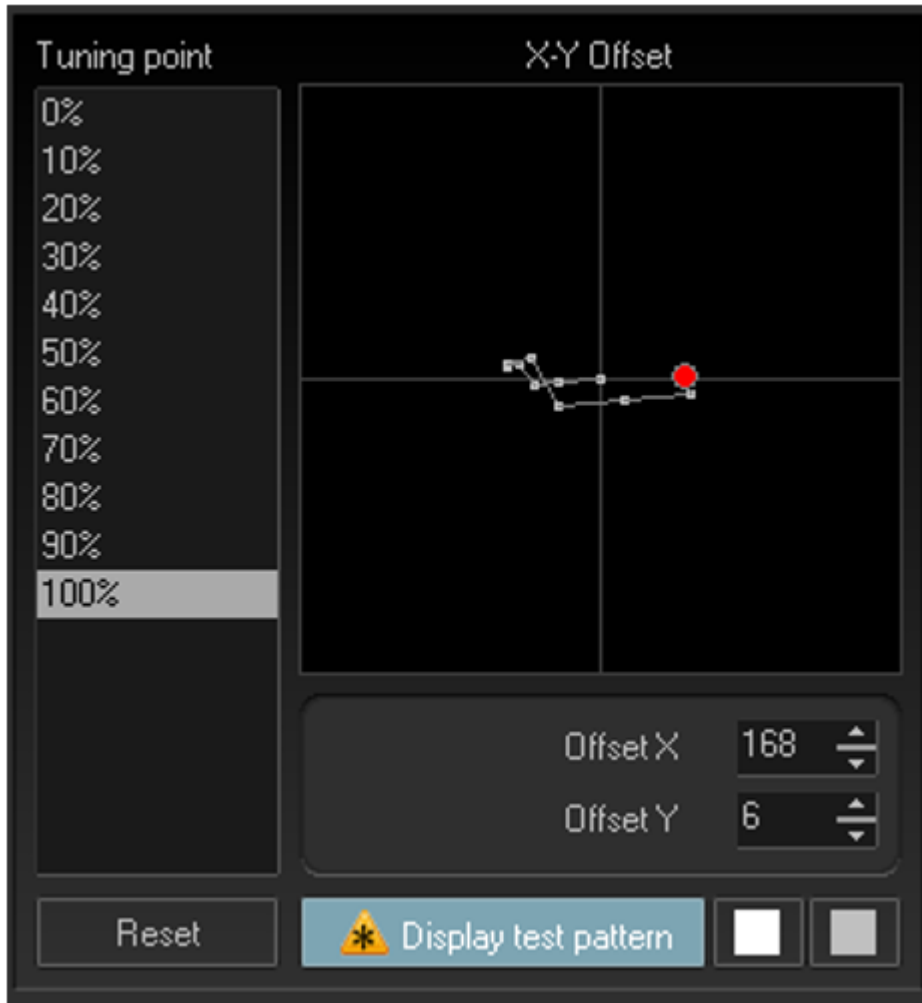 Tuning point
X-Y Offset
0%
10%
20%
30%
40%
50%
60%
70%
80%
90%
100%
Offset X 168
Offset Y 6
Reset
Display test pattern